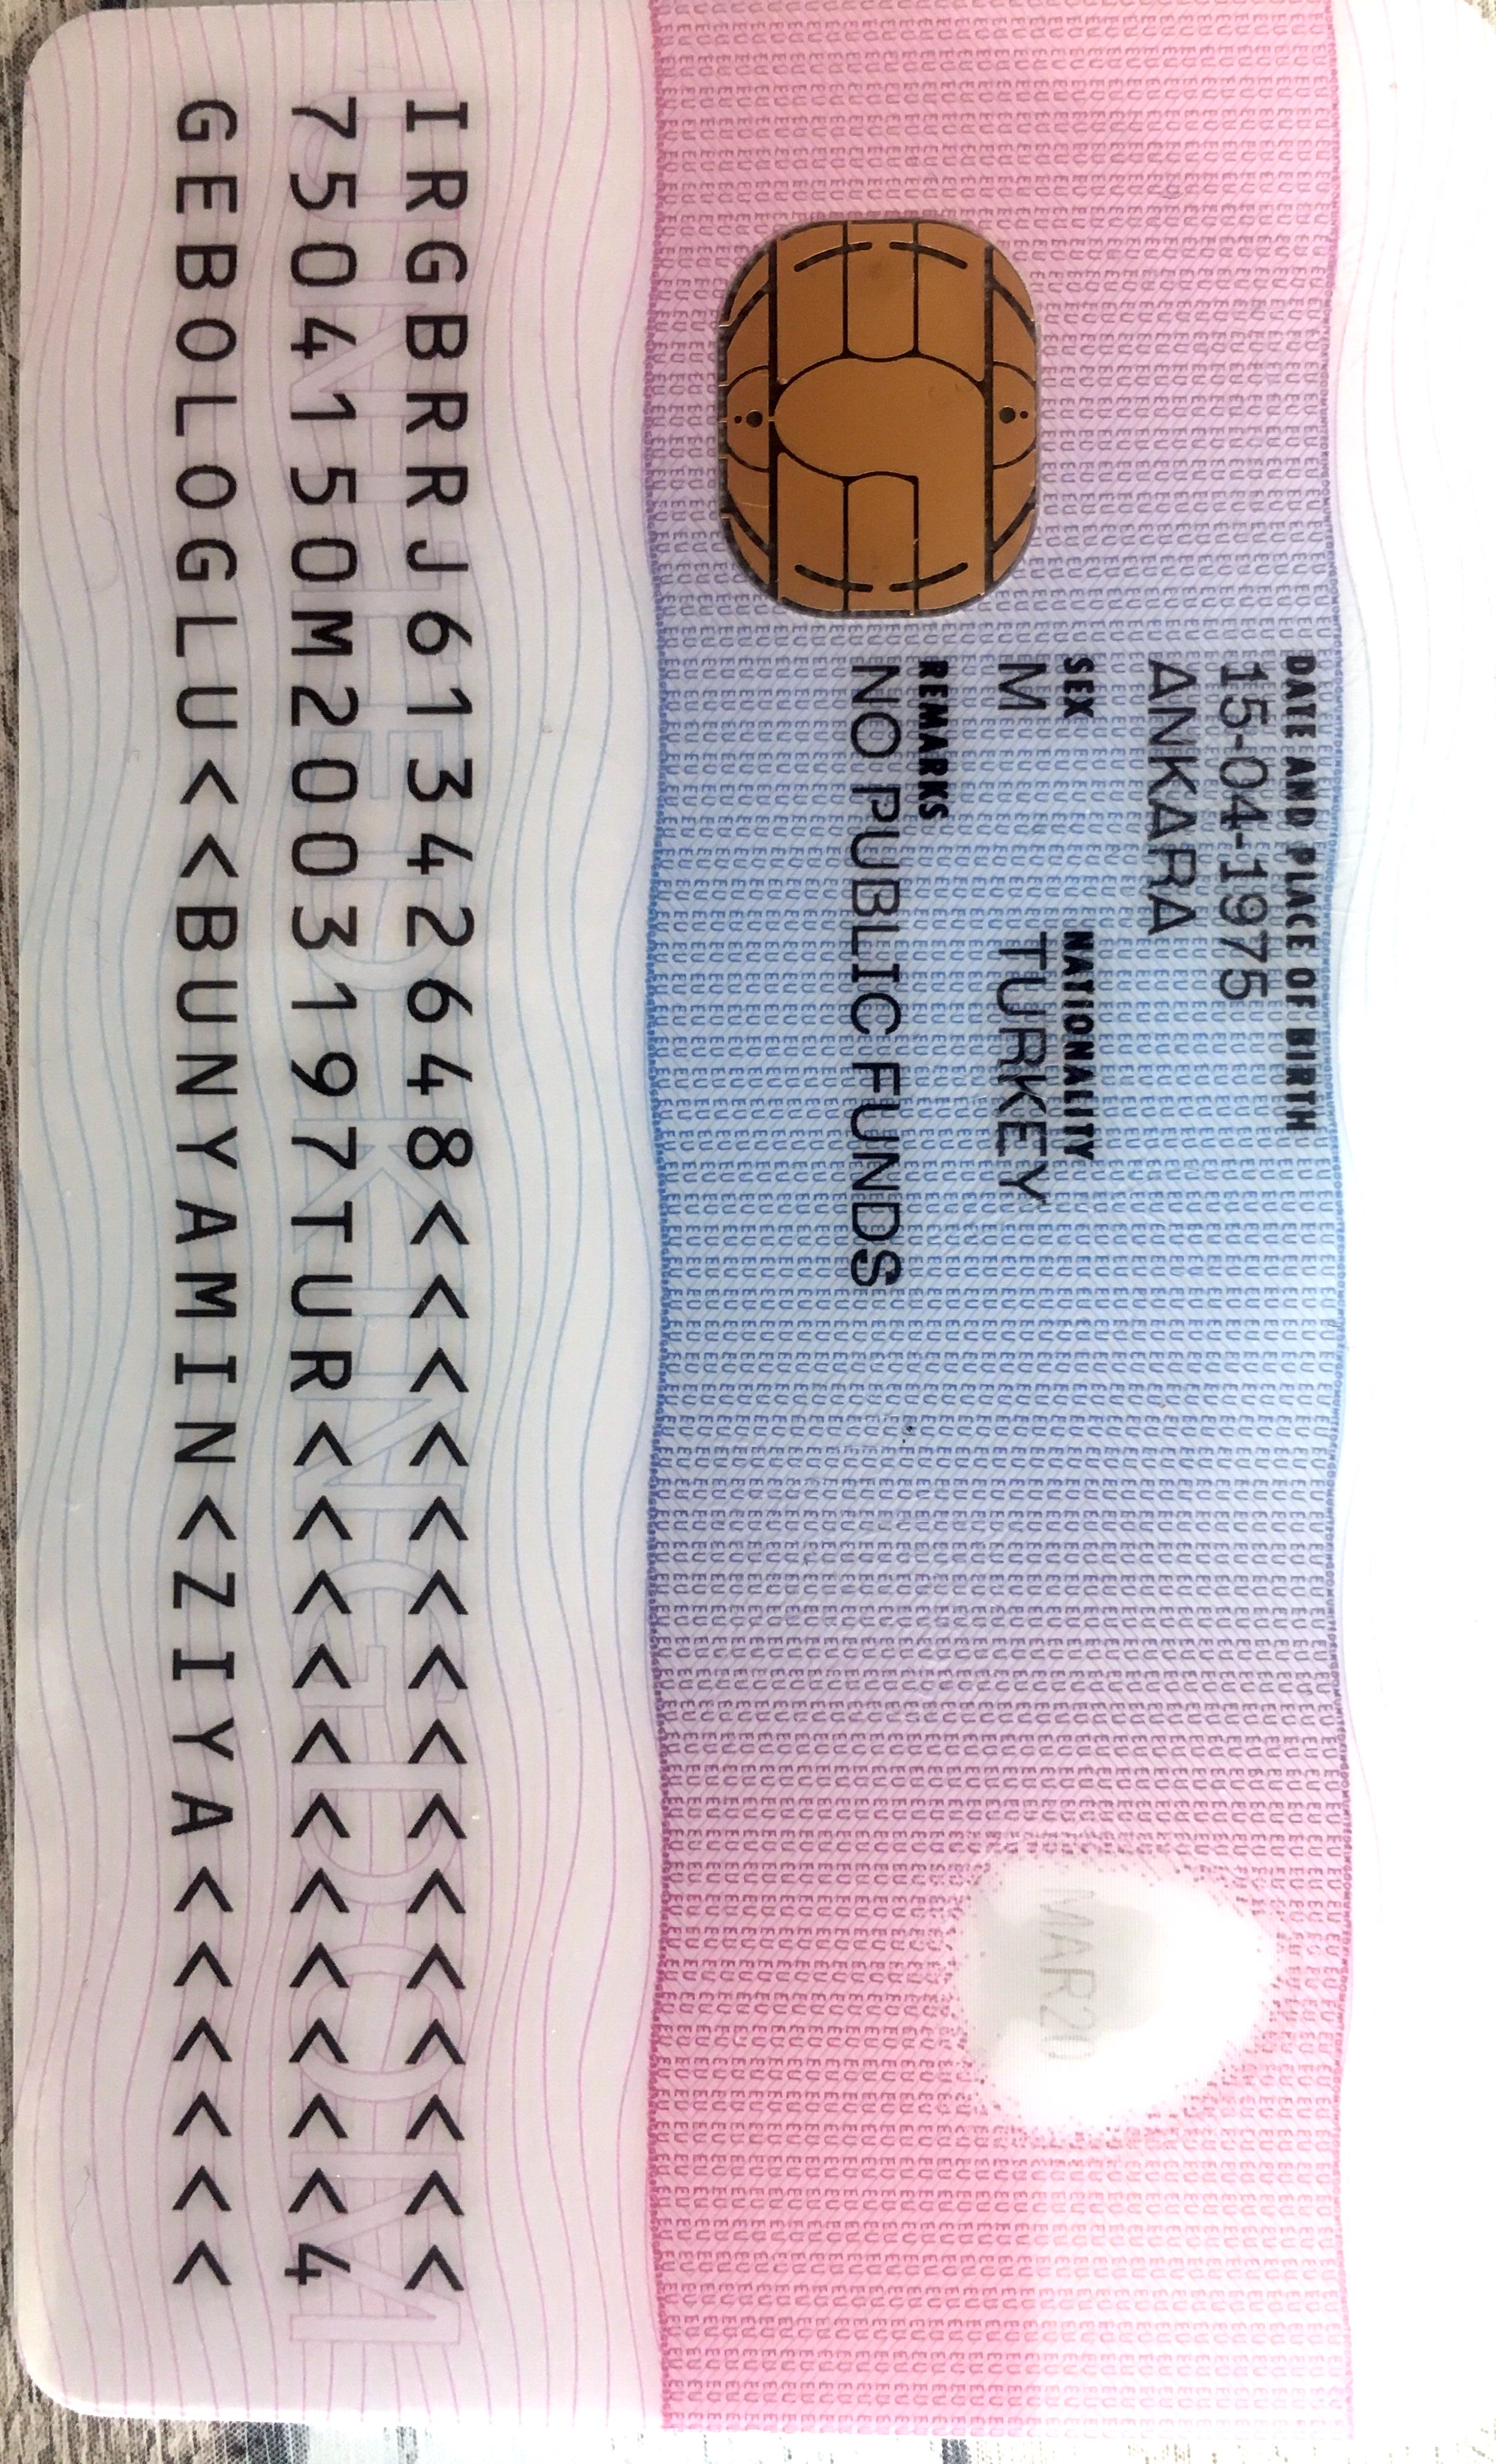 DATE AND PLACE OF BIRTH
15-04-1975
ANKARA
SEX NATIONALITY
M TURKEY
REMARKS
NO PUBLIC FUNDS
MAR20
UNITED KINGDOM
IRGBRRJ61342648<<<<<<<<<<<<<<<
7504150M2003197TUR<<<<<<<<<<<4
GEBOLOGLU<<BUNYAMIN<ZIYA<<<<<<